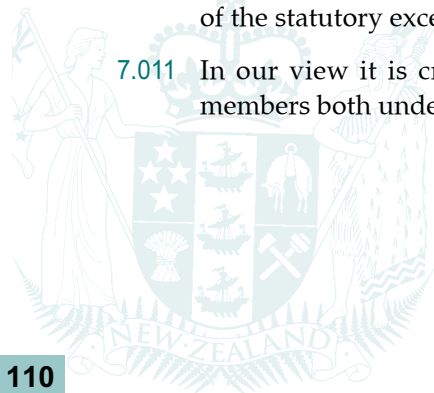 of the statutory exce
7.011 In our view it is cr
members both unde
NEW ZEALAND
110